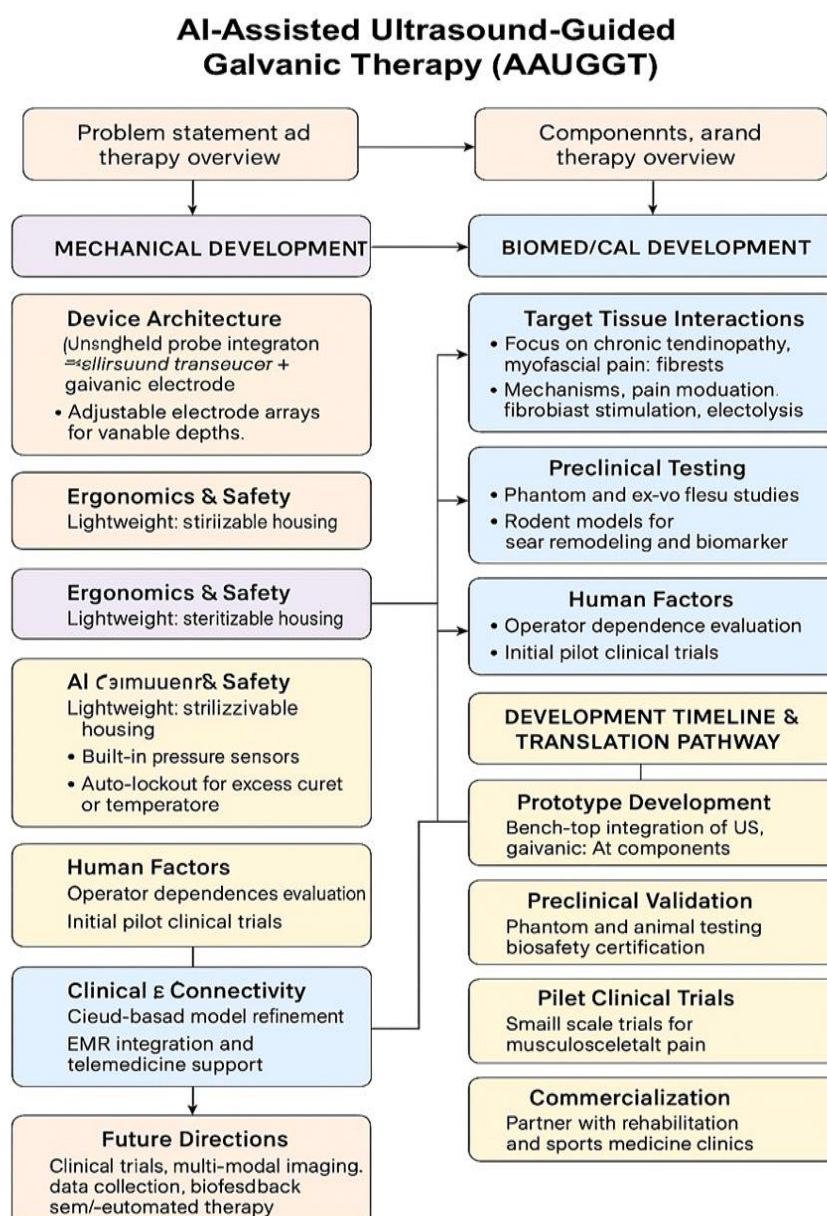 AI-Assisted Ultrasound-Guided
Galvanic Therapy (AAUGGT)
Problem statement ad
therapy overview
Componennts, arand
therapy overview
MECHANICAL DEVELOPMENT
BIOMED/CAL DEVELOPMENT
Device Architecture
probe integraton
+
gaivanic electrode
• Adjustable electrode arrays
for vanable depths.
Ergonomics & Safety
Lightweight: stiriizable housing
Ergonomics & Safety
Lightweight: steritizable housing
AI & Safety
Lightweight: strilizzivable
housing
• Built-in pressure sensors
• Auto-lockout for excess curet
or temperatore
Human Factors
Operator dependences evaluation
Initial pilot clinical trials
Clinical & Connectivity
Cieud-basad model refinement
EMR integration and
telemedicine support
Future Directions
Clinical trials, multi-modal imaging.
data collection, biofesdback
sem/-eutomated therapy
Target Tissue Interactions
• Focus on chronic tendinopathy,
myofascial pain: fibrests
• Mechanisms, pain moduation.
fibrobiast stimulation, electolysis
Preclinical Testing
• Phantom and ex-vo flesu studies
• Rodent models for
sear remodeling and biomarker
Human Factors
• Operator dependence evaluation
• Initial pilot clinical trials
DEVELOPMENT TIMELINE &
TRANSLATION PATHWAY
Prototype Development
Bench-top integration of US,
gaivanic: At components
Preclinical Validation
Phantom and animal testing
biosafety certification
Pilet Clinical Trials
Smaill scale trials for
musculosceletalt pain
Commercialization
Partner with rehabilitation
and sports medicine clinics